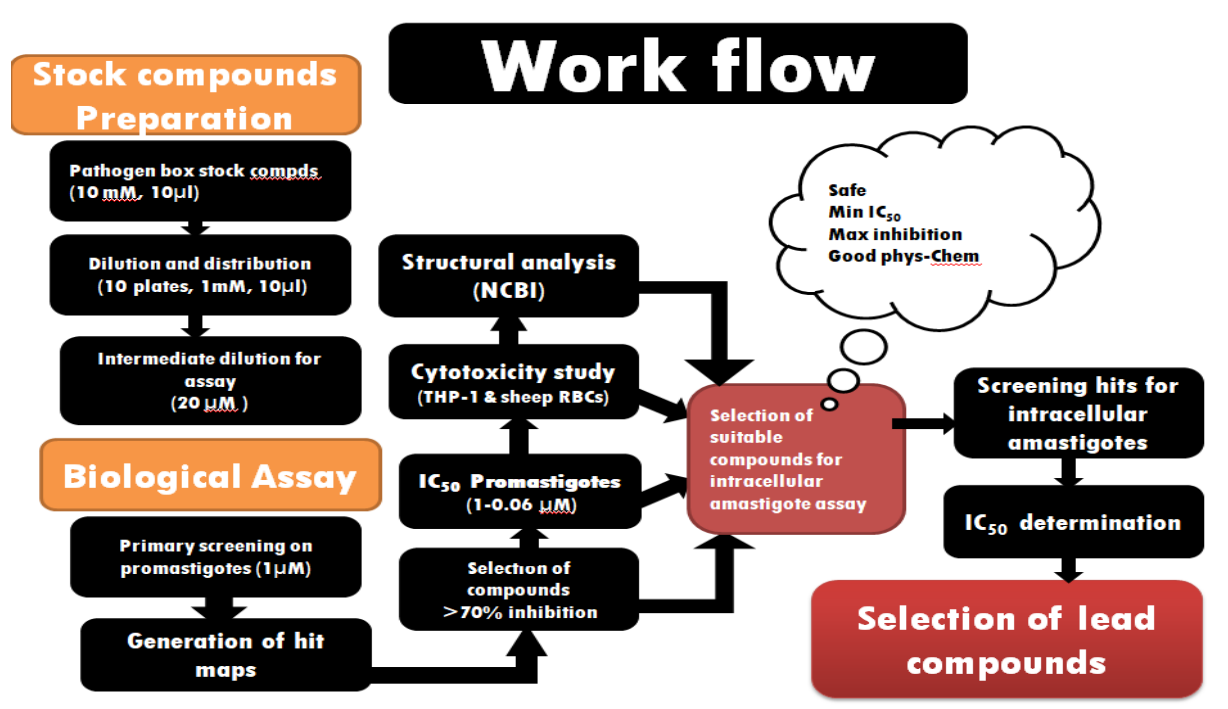 Work flow
Stock compounds
Preparation
Pathogen box stock compds
(10 mM, 10µl)
Dilution and distribution
(10 plates, 1mM, 10µl)
Intermediate dilution for
assay
(20 µM )
Biological Assay
Primary screening on
promastigotes (1µM)
Generation of hit
maps
Structural analysis
(NCBI)
Cytotoxicity study
(THP-1 & sheep RBCs)
IC50 Promastigotes
(1-0.06 µM)
Selection of
compounds
>70% inhibition
Safe
Min IC50
Max inhibition
Good phys-Chem
Selection of
suitable
compounds for
intracellular
amastigote assay
Screening hits for
intracellular
amastigotes
IC50 determination
Selection of lead
compounds